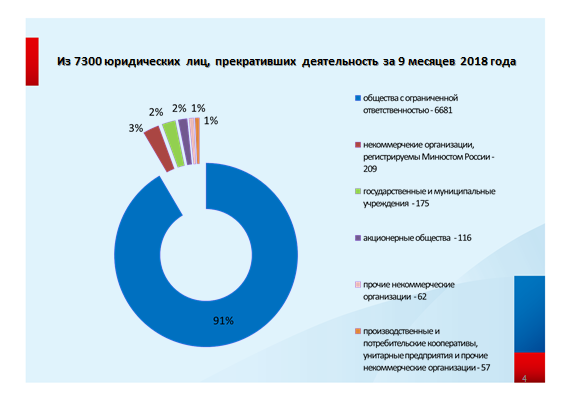 Из 7300 юридических лиц, прекративших деятельность за 9 месяцев 2018 года
3%
2%
2%
1%
1%
91%
общества с ограниченной
ответственностью - 6681
некоммерчекие организации,
регистрируемы Минюстом России -
209
государственные и муниципальные
учреждения - 175
акционерные общества - 116
прочие некоммерческие
организации - 62
производственные и
потребительские кооперативы,
унитарные предприятия и прочие
некоммерческие организации - 57
4